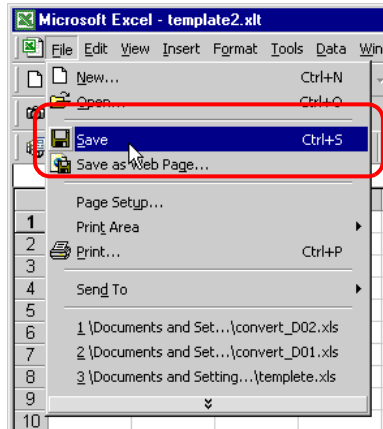 Microsoft Excel - template2.xlt
File Edit View Insert Format Tools Data Win
New... Ctrl+N
Open... Ctrl+O
Save Ctrl+S
Save as Web Page...
Page Setup...
1 Print Area
2 Print... Ctrl+P
3
4 Send To
5
6 1 \Documents and Set...\convert_D02.xls
7 2 \Documents and Set...\convert_D01.xls
8 3 \Documents and Setting...\templete.xls
9
10